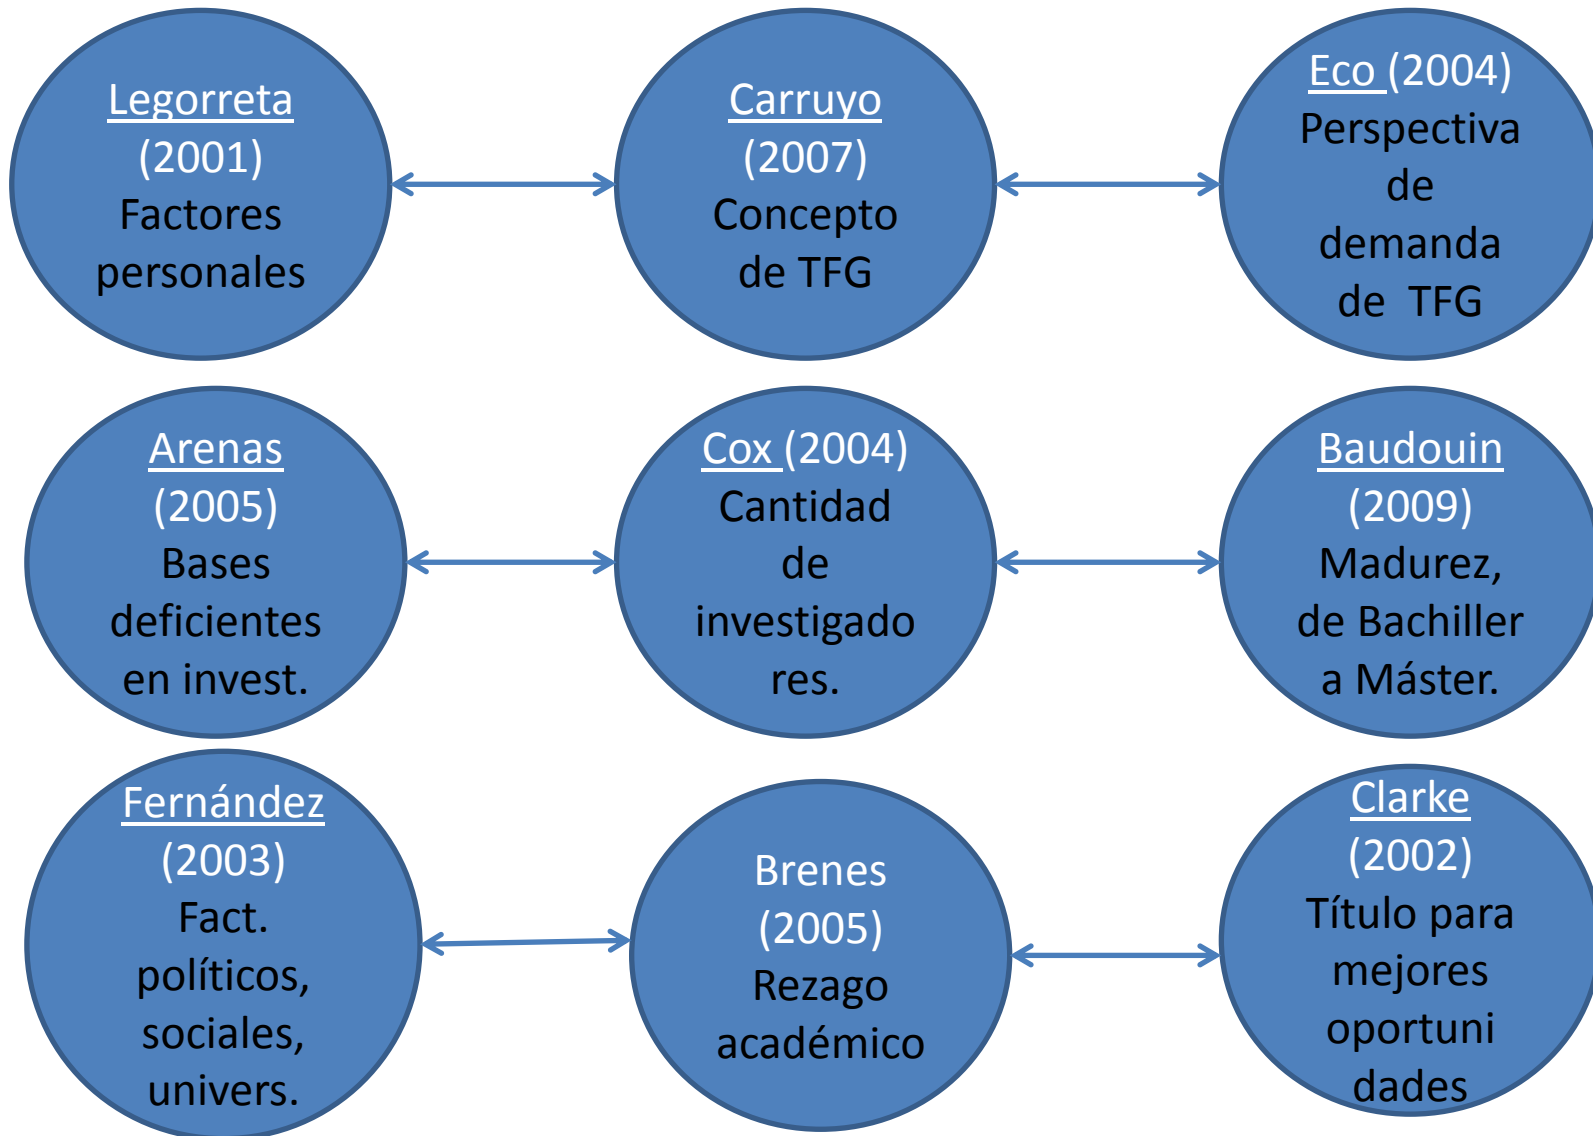 Legorreta
(2001)
Factores
personales
Carruyo
(2007)
Concepto
de TFG
Eco (2004)
Perspectiva
de
demanda
de TFG
Arenas
(2005)
Bases
deficientes
en invest.
Cox (2004)
Cantidad
de
investigado
res.
Baudouin
(2009)
Madurez,
de Bachiller
a Máster.
Fernández
(2003)
Fact.
políticos,
sociales,
univers.
Brenes
(2005)
Rezago
académico
Clarke
(2002)
Título para
mejores
oportuni
dades